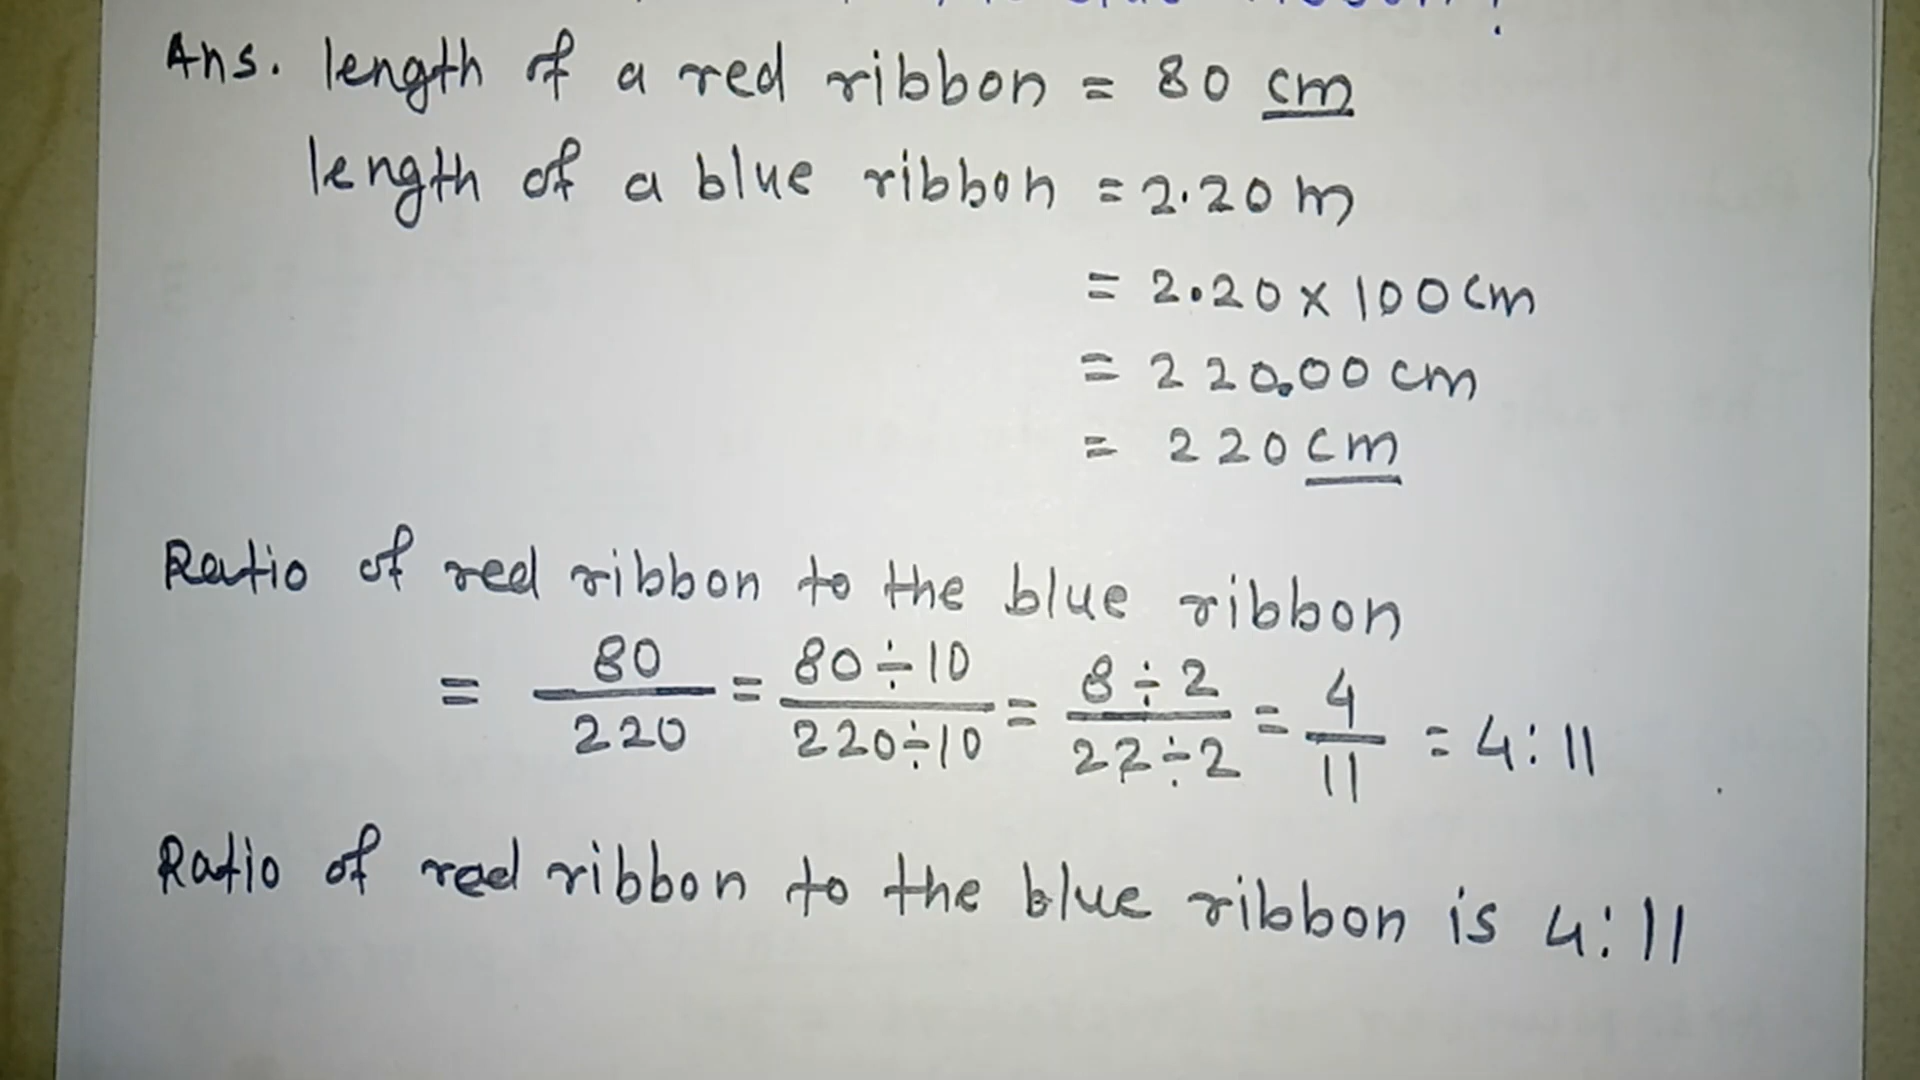 blue ribbon?
Ans. length of a red ribbon = 80 cm
length of a blue ribbon = 2.20 m
= 2.20 x 100 cm
= 220.00 cm
= 220 cm
Ratio of red ribbon to the blue ribbon
= 80/220 = 80÷10/220÷10 = 8÷2/22÷2 = 4/11 = 4:11
Ratio of red ribbon to the blue ribbon is 4:11